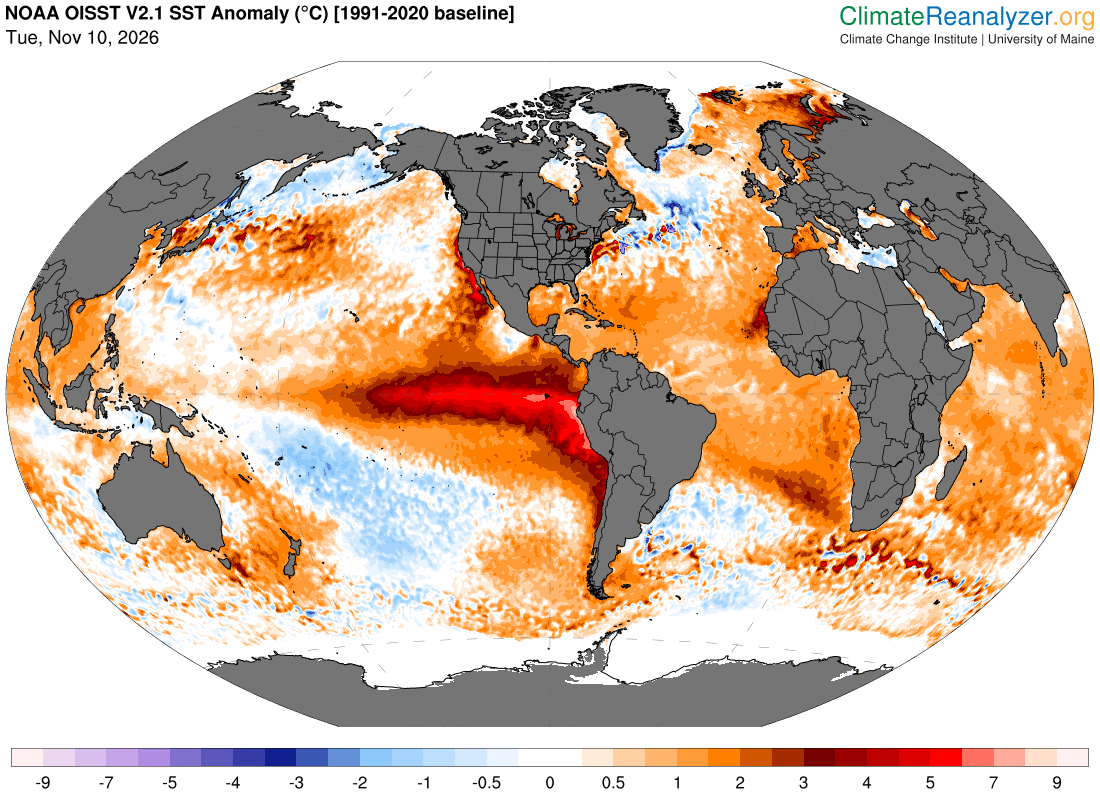 NOAA OISST V2.1 SST Anomaly (°C) [1991-2020 baseline]
ClimateReanalyzer.org
Tue, Nov 10, 2026
Climate Change Institute | University of Maine
-9 -7 -5 -4 -3 -2 -1 -0.5 0 0.5 1 2 3 4 5 7 9